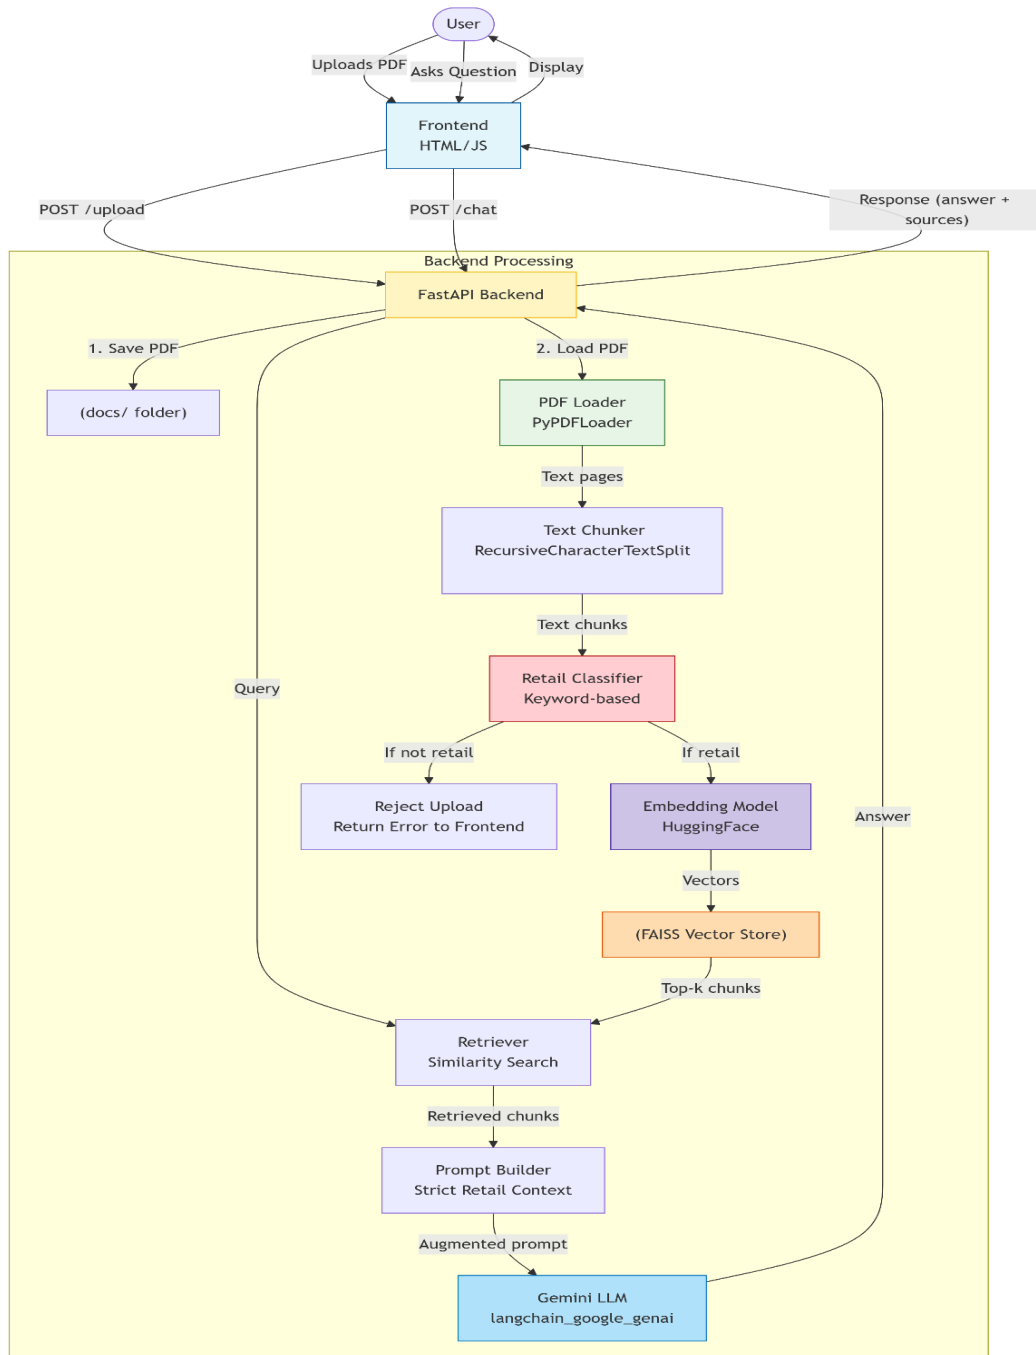 User
Uploads PDF
Asks Question
Display
Frontend
HTML/JS
POST /upload
POST /chat
Response (answer +
sources)
Backend Processing
FastAPI Backend
1. Save PDF
2. Load PDF
(docs/ folder)
PDF Loader
PyPDFLoader
Text pages
Text Chunker
RecursiveCharacterTextSplit
Text chunks
Retail Classifier
Keyword-based
Query
If not retail
If retail
Reject Upload
Return Error to Frontend
Embedding Model
HuggingFace
Answer
Vectors
(FAISS Vector Store)
Top-k chunks
Retriever
Similarity Search
Retrieved chunks
Prompt Builder
Strict Retail Context
Augmented prompt
Gemini LLM
langchain_google_genai